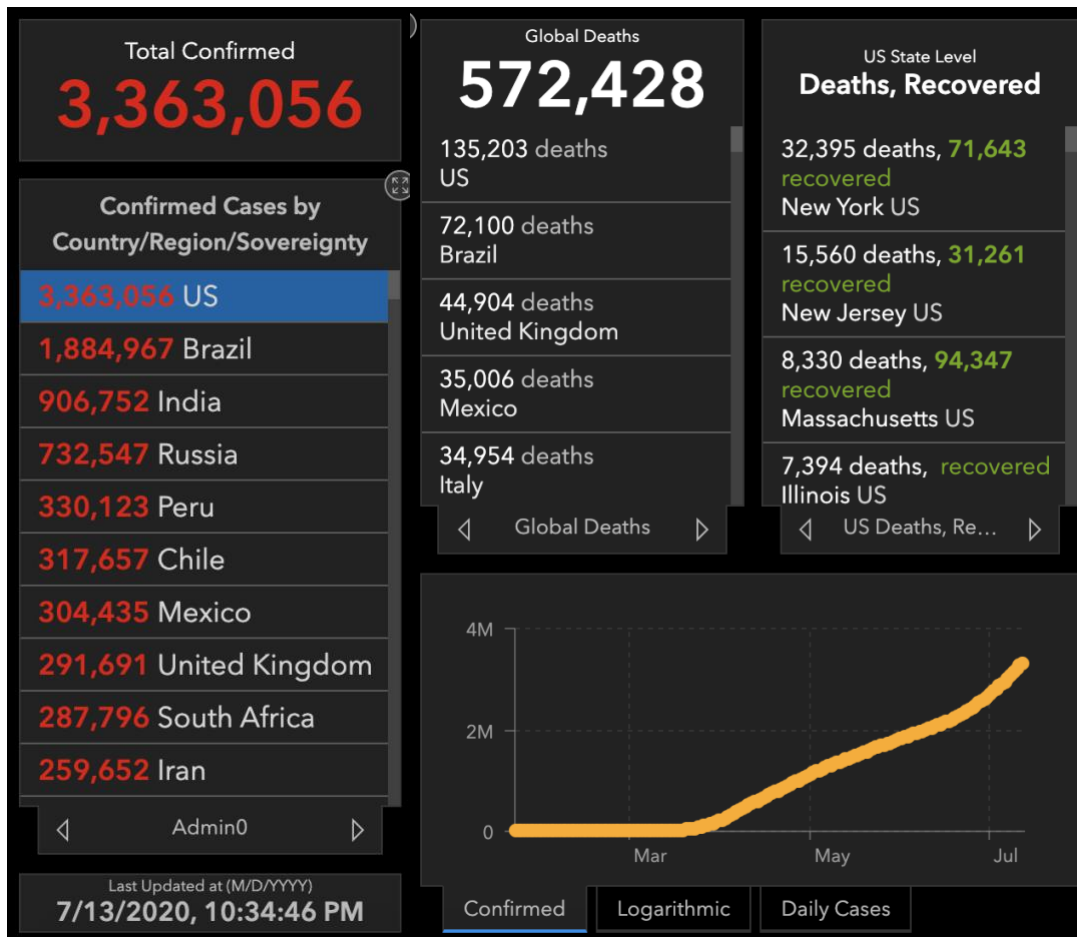 Total Confirmed
3,363,056
Confirmed Cases by
Country/Region/Sovereignty
3,363,056 US
1,884,967 Brazil
906,752 India
732,547 Russia
330,123 Peru
317,657 Chile
304,435 Mexico
291,691 United Kingdom
287,796 South Africa
259,652 Iran
Admin0
Last Updated at (M/D/YYYY)
7/13/2020, 10:34:46 PM
Global Deaths
572,428
135,203 deaths
US
72,100 deaths
Brazil
44,904 deaths
United Kingdom
35,006 deaths
Mexico
34,954 deaths
Italy
Global Deaths
US State Level
Deaths, Recovered
32,395 deaths, 71,643
recovered
New York US
15,560 deaths, 31,261
recovered
New Jersey US
8,330 deaths, 94,347
recovered
Massachusetts US
7,394 deaths, recovered
Illinois US
US Deaths, Re...
4M
2M
0
Mar May Jul
Confirmed Logarithmic Daily Cases